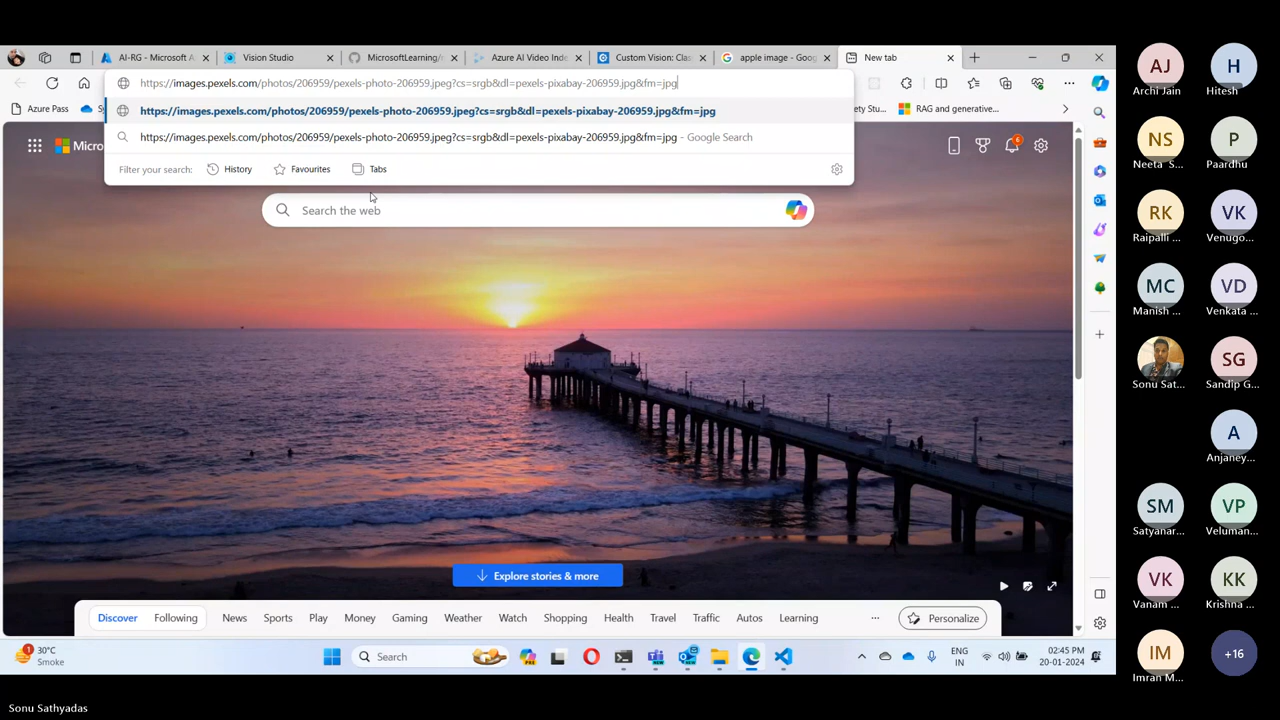 AI-RG - Microsoft A
Vision Studio
MicrosoftLearning/
Azure AI Video Inde
Custom Vision: Clas
apple image - Goog
New tab
https://images.pexels.com/photos/206959/pexels-photo-206959.jpeg?cs=srgb&dl=pexels-pixabay-206959.jpg&fm=jpg
Azure Pass
ety Stu...
RAG and generative...
https://images.pexels.com/photos/206959/pexels-photo-206959.jpeg?cs=srgb&dl=pexels-pixabay-206959.jpg&fm=jpg
https://images.pexels.com/photos/206959/pexels-photo-206959.jpeg?cs=srgb&dl=pexels-pixabay-206959.jpg&fm=jpg - Google Search
Filter your search: History Favourites Tabs
Micro
6
Search the web
Explore stories & more
Discover Following News Sports Play Money Gaming Weather Watch Shopping Health Travel Traffic Autos Learning ... Personalize
1
30°C
Smoke
Search
PRE
ENG
IN
02:45 PM
20-01-2024
Sonu Sathyadas
AJ H
Archi Jain Hitesh
NS P
Neeta S... Paardhu
RK VK
Raipalli ... Venugo...
MC VD
Manish ... Venkata ...
SG
Sonu Sat... Sandip G...
A
Anjaney...
SM VP
Satyanar... Veluman...
VK KK
Vanam ... Krishna ...
IM +16
Imran M...